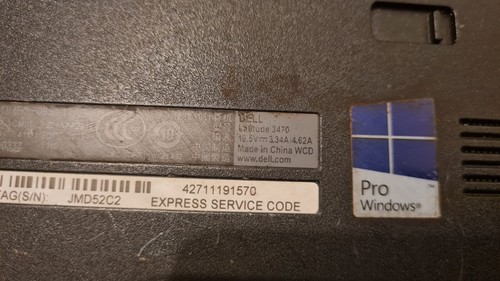 DELL
Latitude 3470
19.5V⎓3.34A/4.62A
Made in China WCD
www.dell.com
42711191570
TAG(S/N): JMD52C2 EXPRESS SERVICE CODE
Pro
Windows®